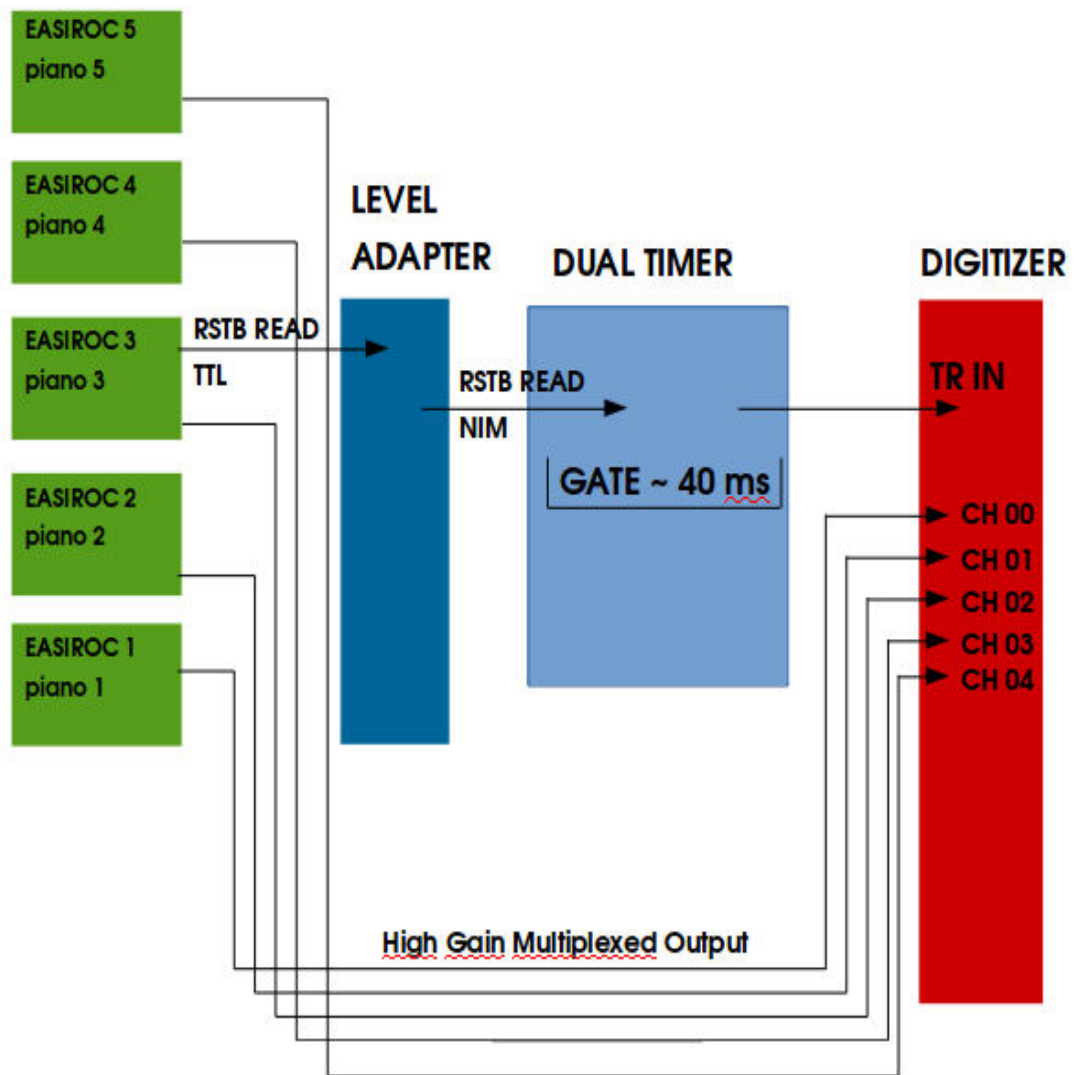 EASIROC 5
piano 5
EASIROC 4
piano 4
EASIROC 3
piano 3
EASIROC 2
piano 2
EASIROC 1
piano 1
RSTB READ
TTL
LEVEL
ADAPTER
RSTB READ
NIM
DUAL TIMER
GATE ~ 40 ms
DIGITIZER
TR IN
CH 00
CH 01
CH 02
CH 03
CH 04
High Gain Multiplexed Output